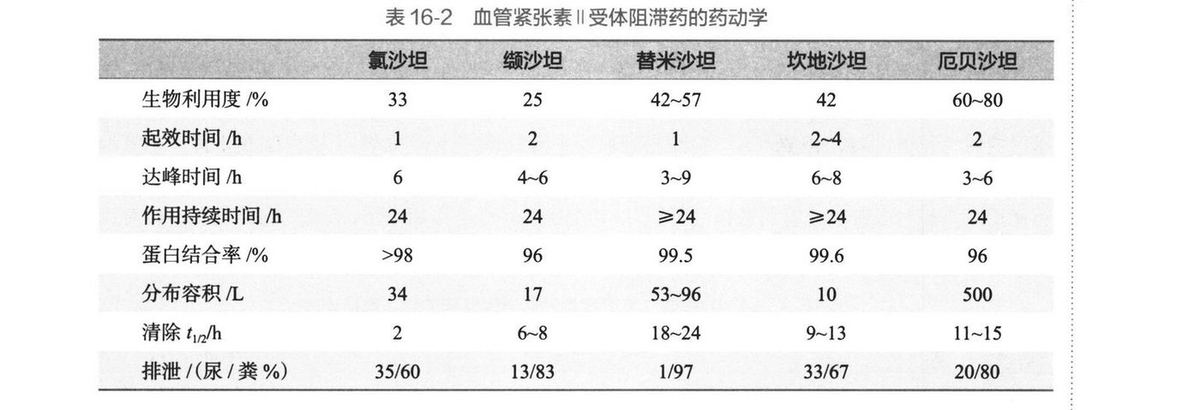 表 16-2 血管紧张素Ⅱ受体阻滞药的药动学
氯沙坦 缬沙坦 替米沙坦 坎地沙坦 厄贝沙坦
生物利用度 /% 33 25 42~57 42 60~80
起效时间 /h 1 2 1 2~4 2
达峰时间 /h 6 4~6 3~9 6~8 3~6
作用持续时间 /h 24 24 ≥24 ≥24 24
蛋白结合率 /% >98 96 99.5 99.6 96
分布容积 /L 34 17 53~96 10 500
清除 t1/2/h 2 6~8 18~24 9~13 11~15
排泄 /(尿 / 粪 %) 35/60 13/83 1/97 33/67 20/80